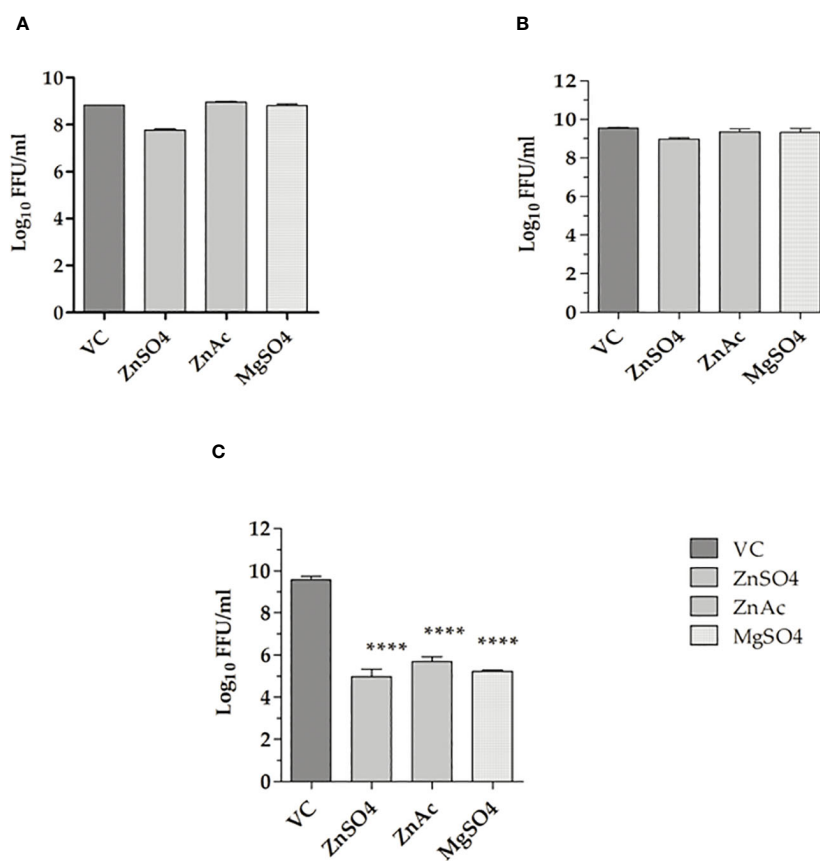 A
10
8
6
4
2
0
Log10 FFU/ml
VC
ZnSO4
ZnAc
MgSO4
B
12
10
8
6
4
2
0
Log10 FFU/ml
VC
ZnSO4
ZnAc
MgSO4
C
12
10
8
6
4
2
0
Log10 FFU/ml
****
****
****
VC
ZnSO4
ZnAc
MgSO4
VC
ZnSO4
ZnAc
MgSO4